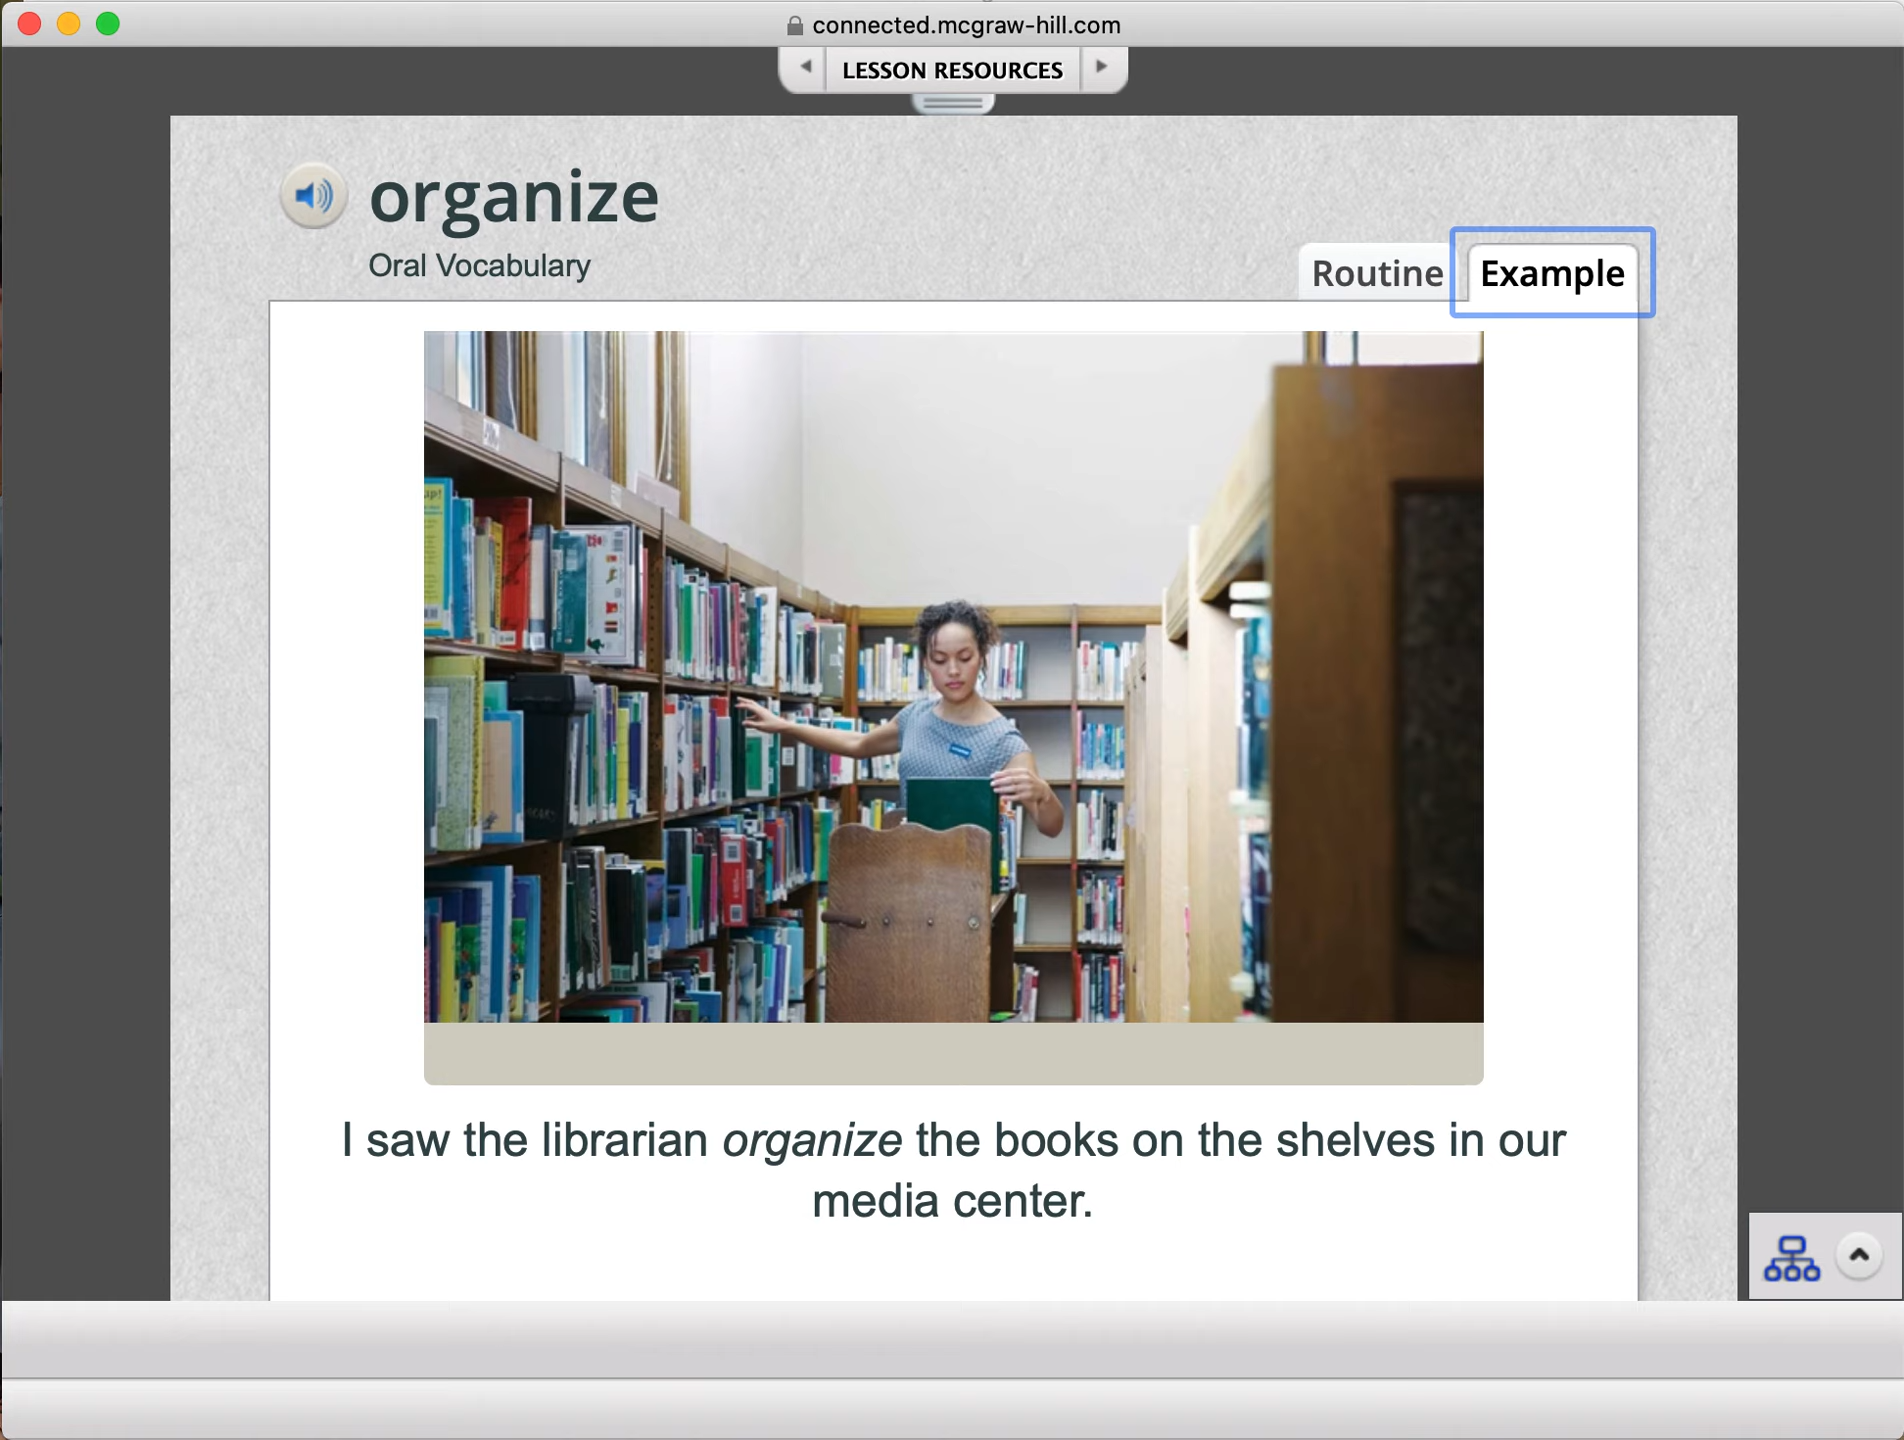 connected.mcgraw-hill.com
LESSON RESOURCES
organize
Oral Vocabulary
Routine
Example
I saw the librarian organize the books on the shelves in our
media center.